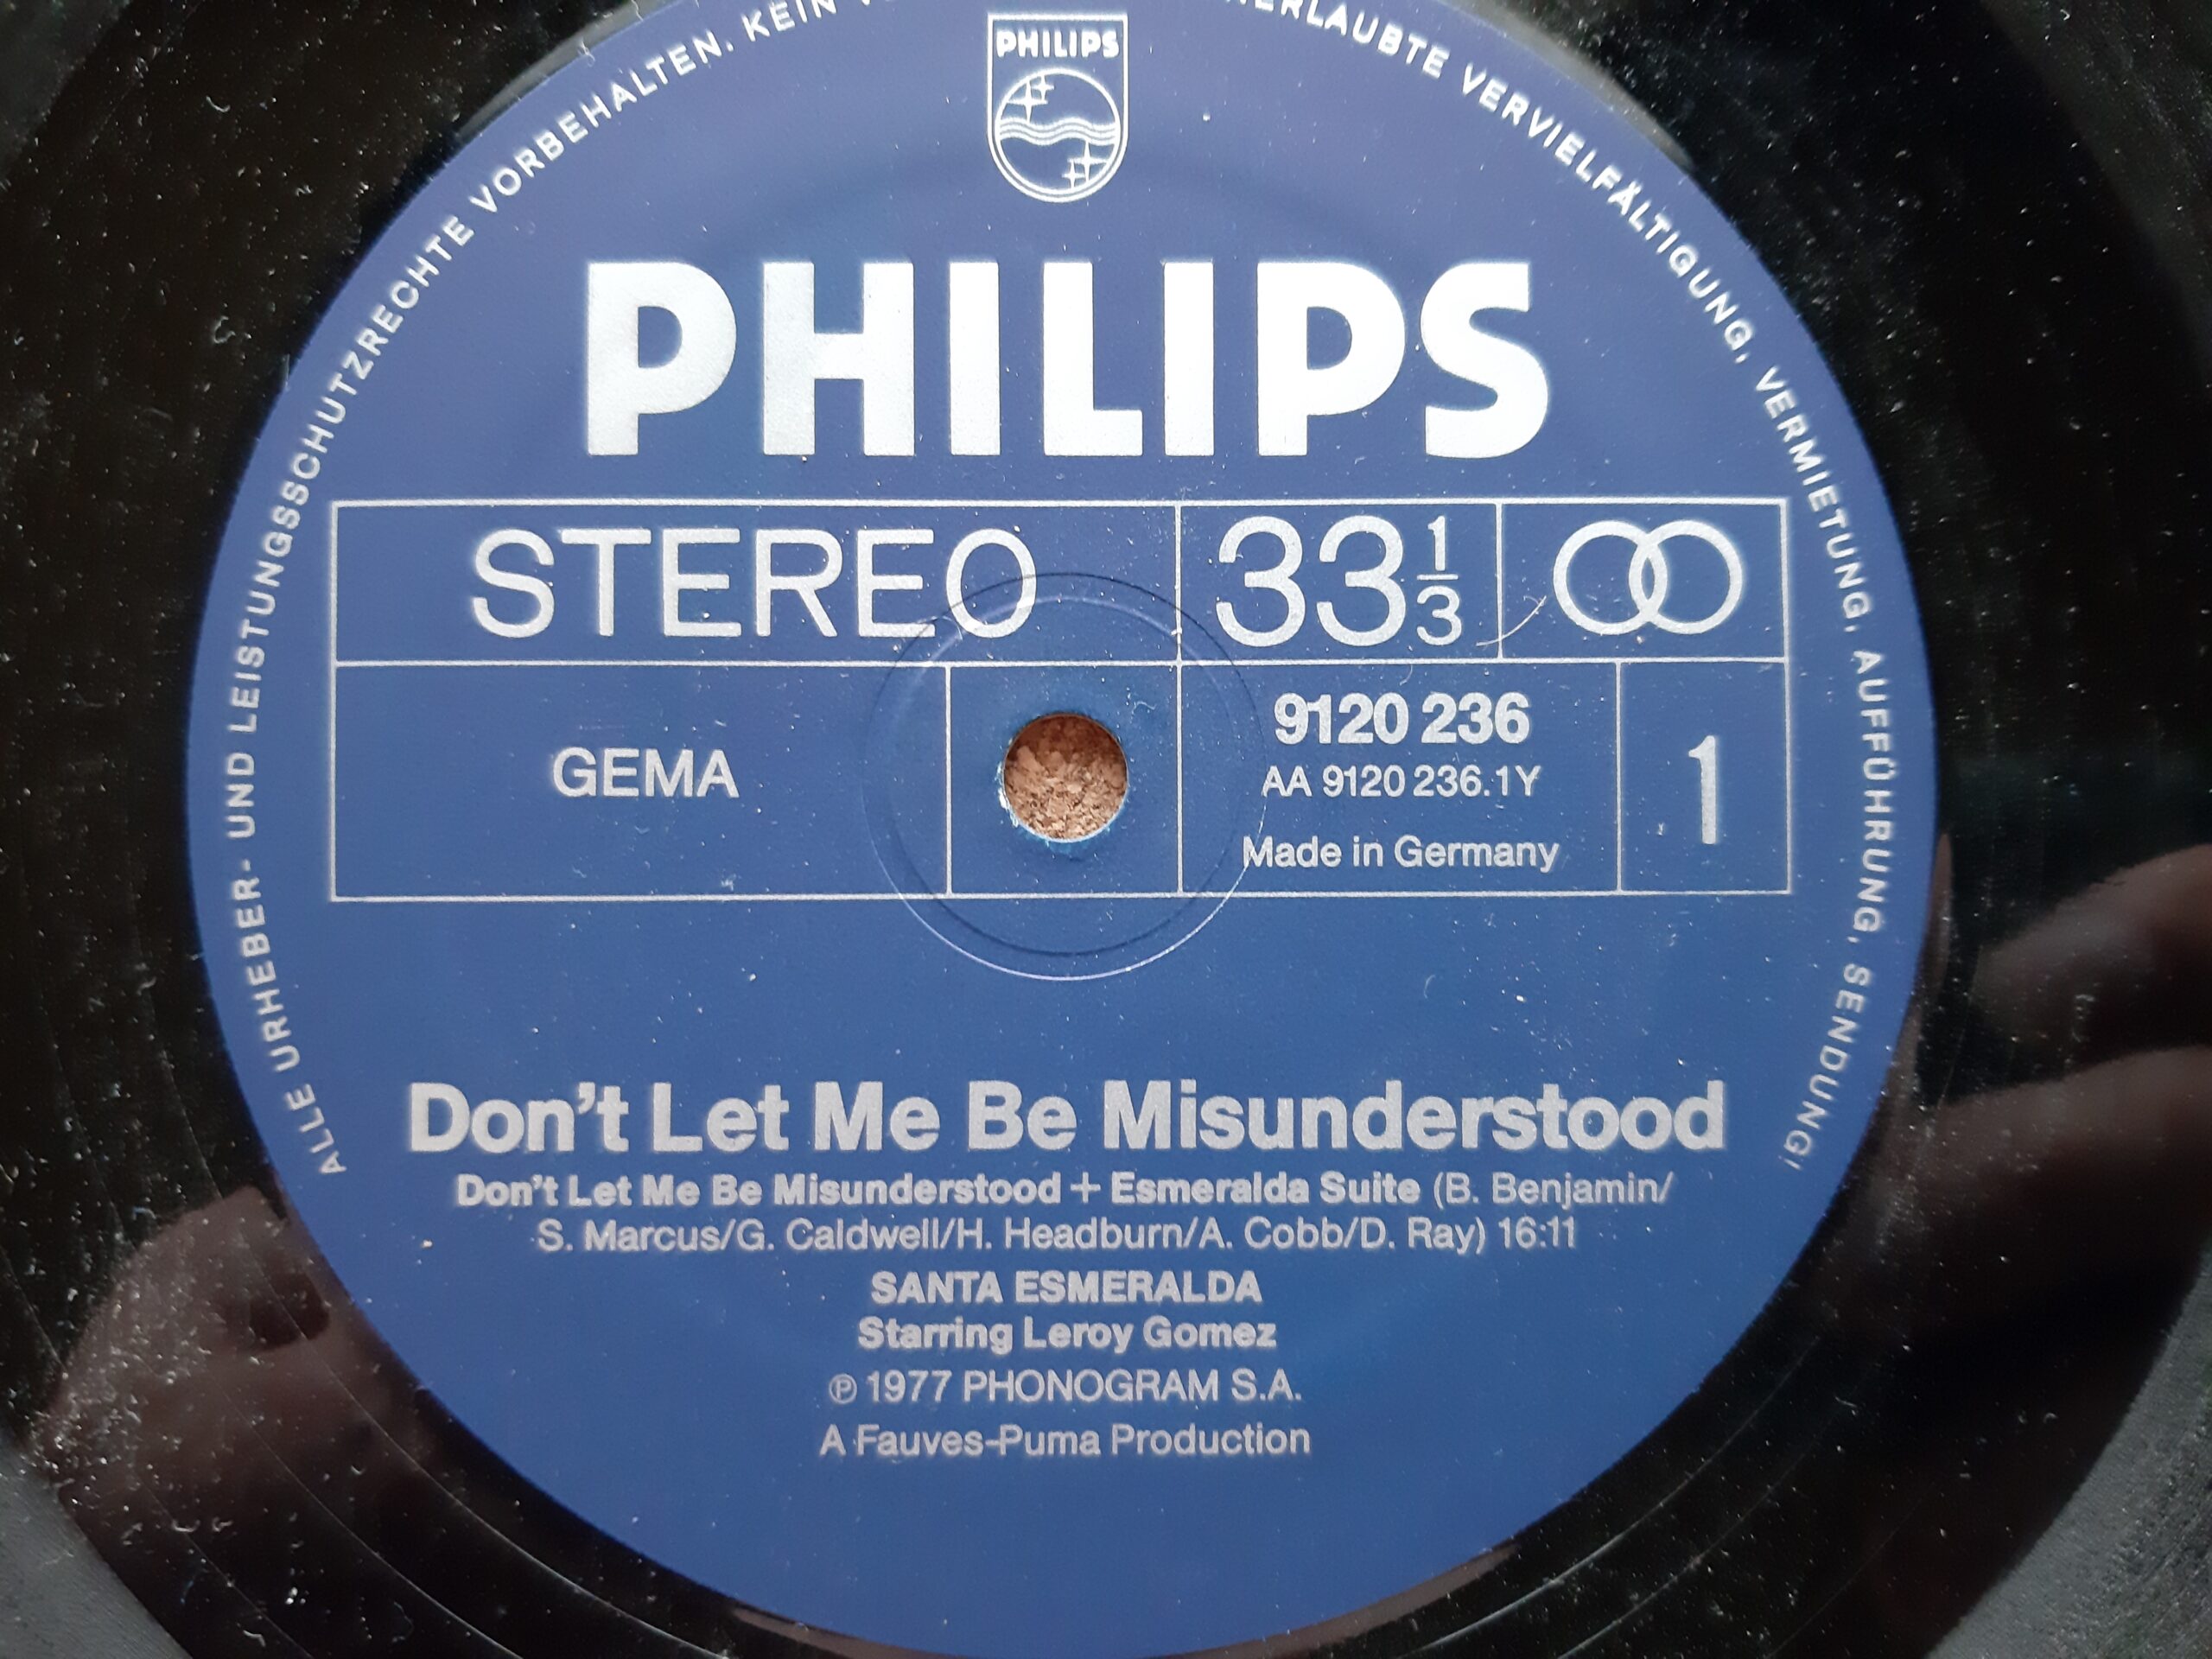 ALLE URHEBER- UND LEISTUNGSSCHUTZRECHTE VORBEHALTEN. KEIN
VERVIELFÄLTIGUNG, VERMIETUNG, AUFFÜHRUNG, SENDUNG!
PHILIPS
PHILIPS
STEREO
33 1/3
GEMA
9120 236
AA 9120 236.1Y
Made in Germany
1
Don't Let Me Be Misunderstood
Don't Let Me Be Misunderstood + Esmeralda Suite (B. Benjamin/
S. Marcus/G. Caldwell/H. Headburn/A. Cobb/D. Ray) 16:11
SANTA ESMERALDA
Starring Leroy Gomez
℗ 1977 PHONOGRAM S.A.
A Fauves-Puma Production